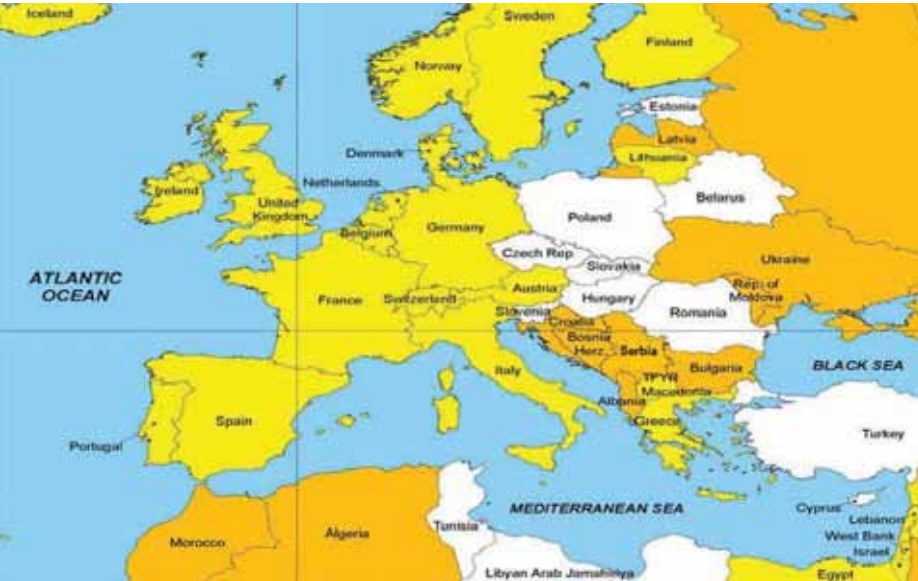 Iceland
Sweden
Finland
Norway
Estonia
Latvia
Denmark
Lithuania
Netherlands
Ireland
United
Kingdom
Belarus
Poland
Belgium
Germany
Czech Rep
Slovakia
Ukraine
ATLANTIC
OCEAN
France
Switzerland
Austria
Hungary
Rep. of
Moldova
Slovenia
Romania
Croatia
Bosnia
Herz.
Serbia
BLACK SEA
Italy
Bulgaria
TFYR
Macedonia
Albania
Spain
Greece
Portugal
Turkey
MEDITERRANEAN SEA
Cyprus
Lebanon
Tunisia
West Bank
Morocco
Algeria
Israel
Libyan Arab Jamahiriya
Egypt